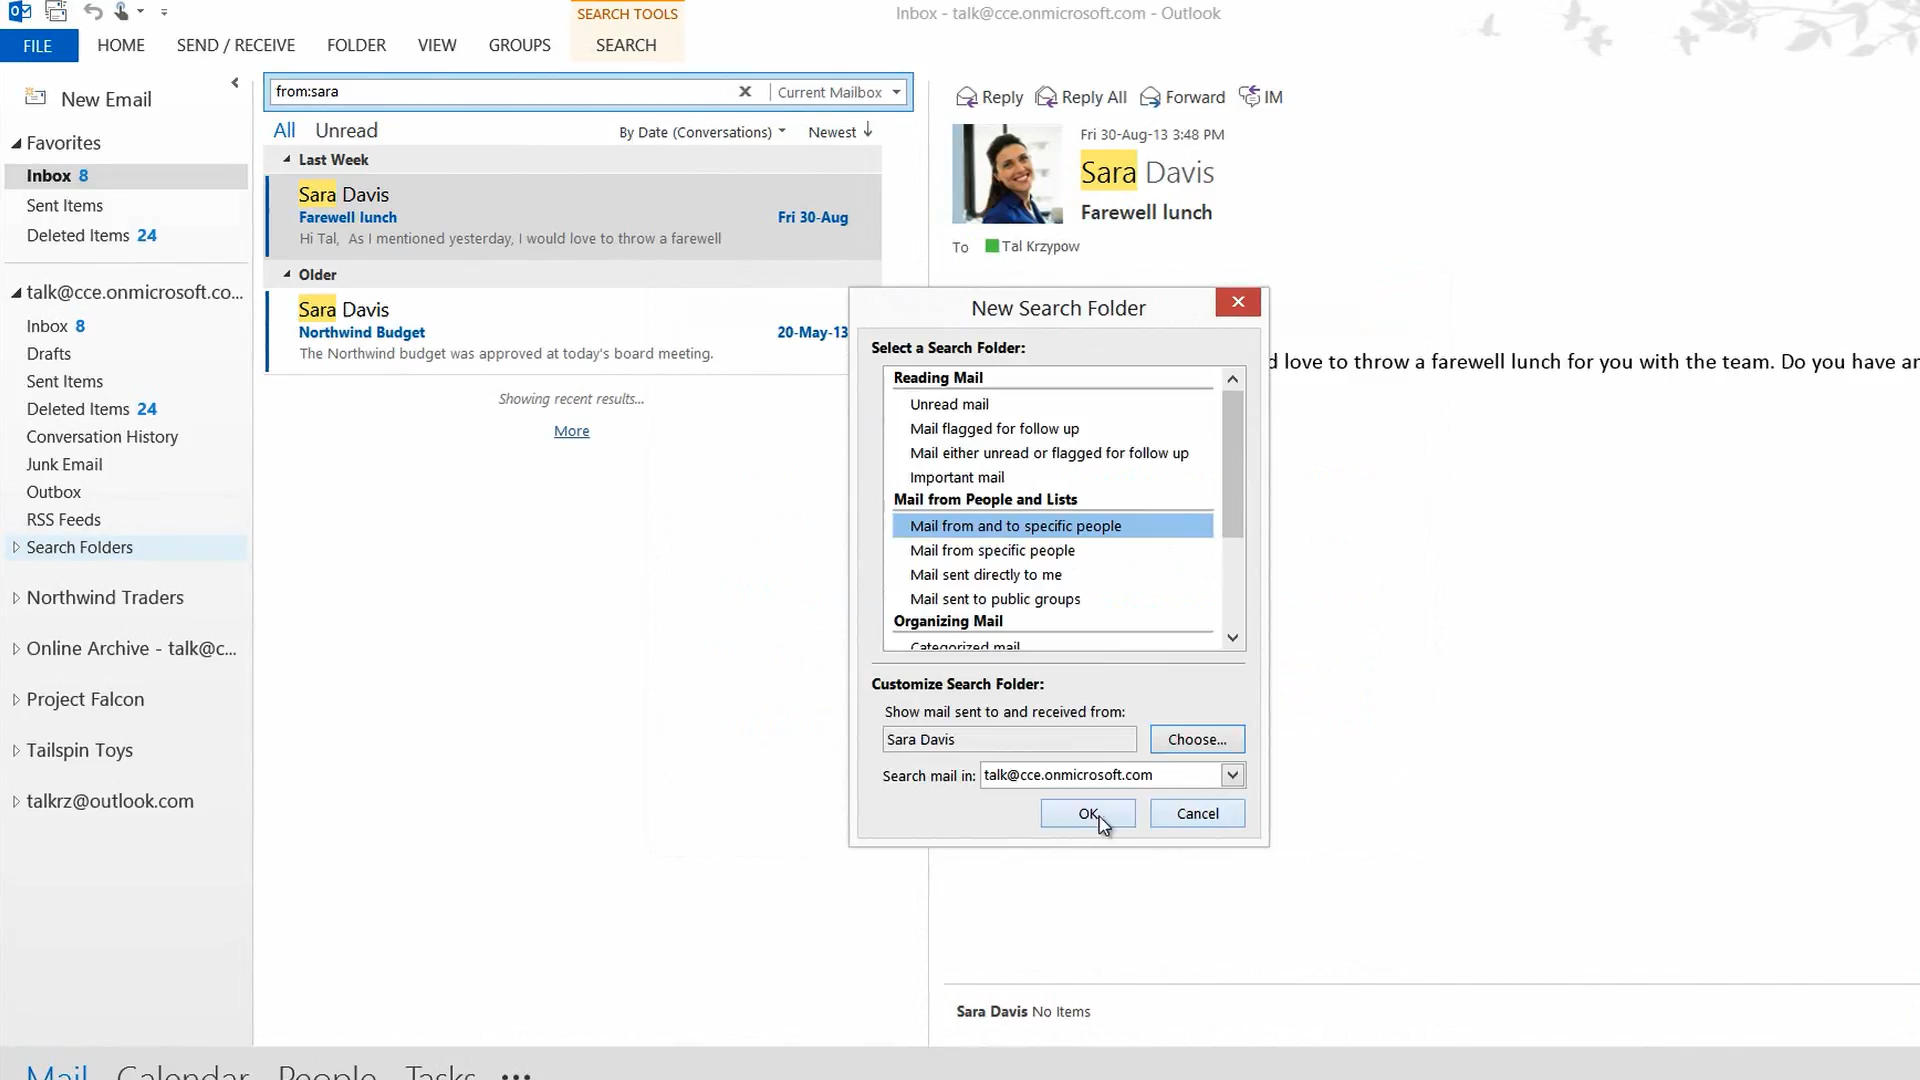 SEARCH TOOLS
Inbox - talk@cce.onmicrosoft.com - Outlook
FILE HOME SEND / RECEIVE FOLDER VIEW GROUPS SEARCH
New Email
Favorites
Inbox 8
Sent Items
Deleted Items 24
talk@cce.onmicrosoft.co...
Inbox 8
Drafts
Sent Items
Deleted Items 24
Conversation History
Junk Email
Outbox
RSS Feeds
Search Folders
Northwind Traders
Online Archive - talk@c...
Project Falcon
Tailspin Toys
talkrz@outlook.com
from:sara
Current Mailbox
All Unread By Date (Conversations) Newest
Last Week
Sara Davis
Farewell lunch Fri 30-Aug
Hi Tal, As I mentioned yesterday, I would love to throw a farewell
Older
Sara Davis
Northwind Budget 20-May-13
The Northwind budget was approved at today's board meeting.
Showing recent results...
More
Reply Reply All Forward IM
Fri 30-Aug-13 3:48 PM
Sara Davis
Farewell lunch
To Tal Krzypow
d love to throw a farewell lunch for you with the team. Do you have an
New Search Folder
Select a Search Folder:
Reading Mail
Unread mail
Mail flagged for follow up
Mail either unread or flagged for follow up
Important mail
Mail from People and Lists
Mail from and to specific people
Mail from specific people
Mail sent directly to me
Mail sent to public groups
Organizing Mail
Categorized mail
Customize Search Folder:
Show mail sent to and received from:
Sara Davis Choose...
Search mail in: talk@cce.onmicrosoft.com
OK Cancel
Sara Davis No Items
Mail Calendar People Tasks ...